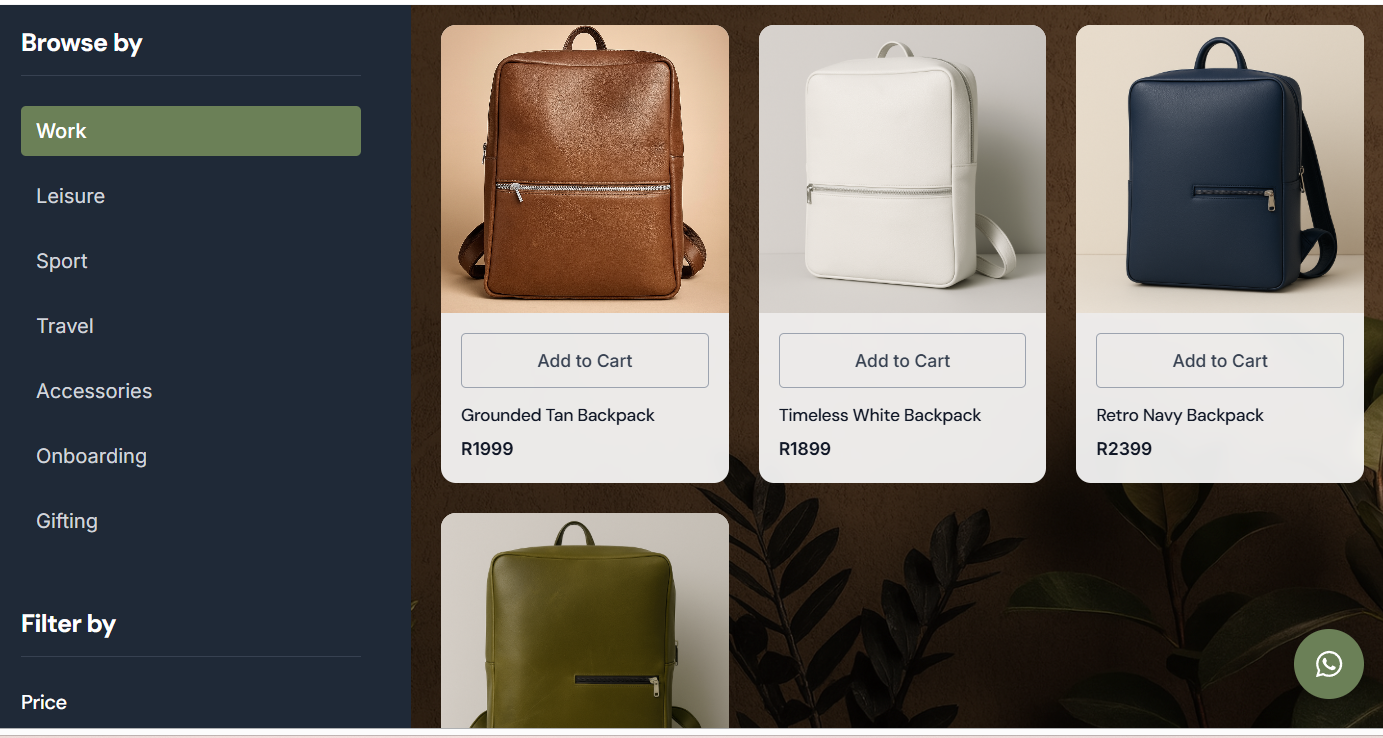 Browse by
Work
Leisure
Sport
Travel
Accessories
Onboarding
Gifting
Filter by
Price
Add to Cart
Grounded Tan Backpack
R1999
Add to Cart
Timeless White Backpack
R1899
Add to Cart
Retro Navy Backpack
R2399